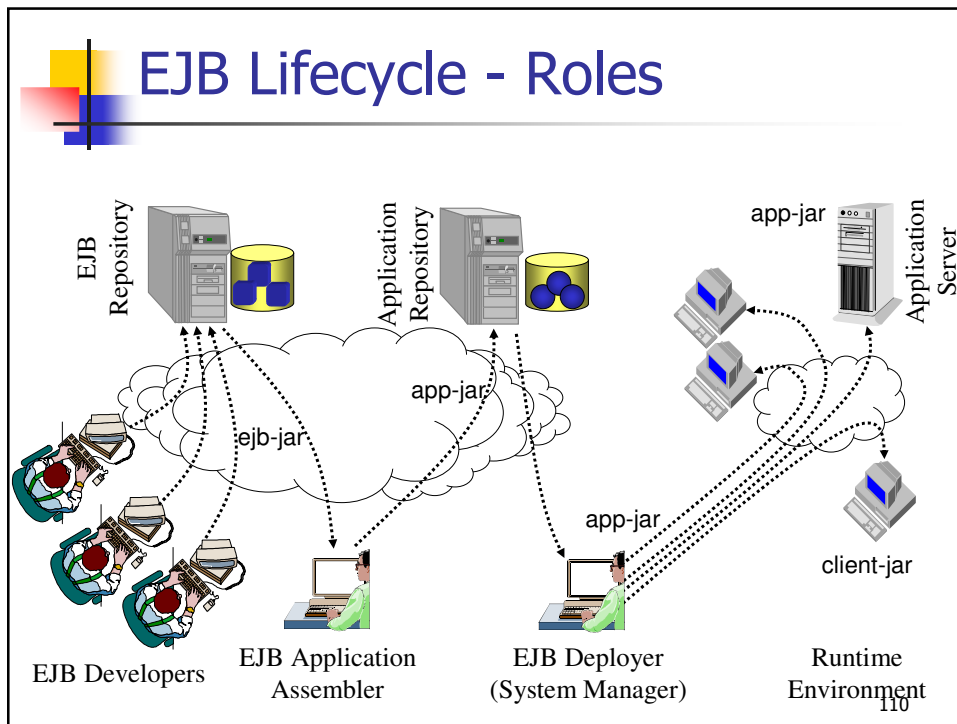 EJB Lifecycle - Roles
EJB
Repository
Application
Repository
app-jar
Application
Server
ejb-jar
app-jar
app-jar
client-jar
EJB Developers
EJB Application
Assembler
EJB Deployer
(System Manager)
Runtime
Environment
110